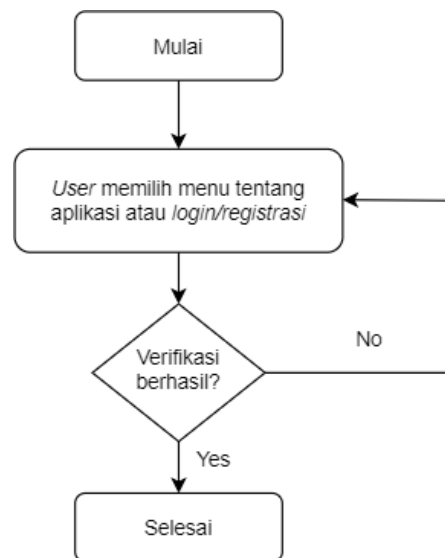 Mulai
User memilih menu tentang
aplikasi atau login/registrasi
Verifikasi
berhasil?
No
Yes
Selesai